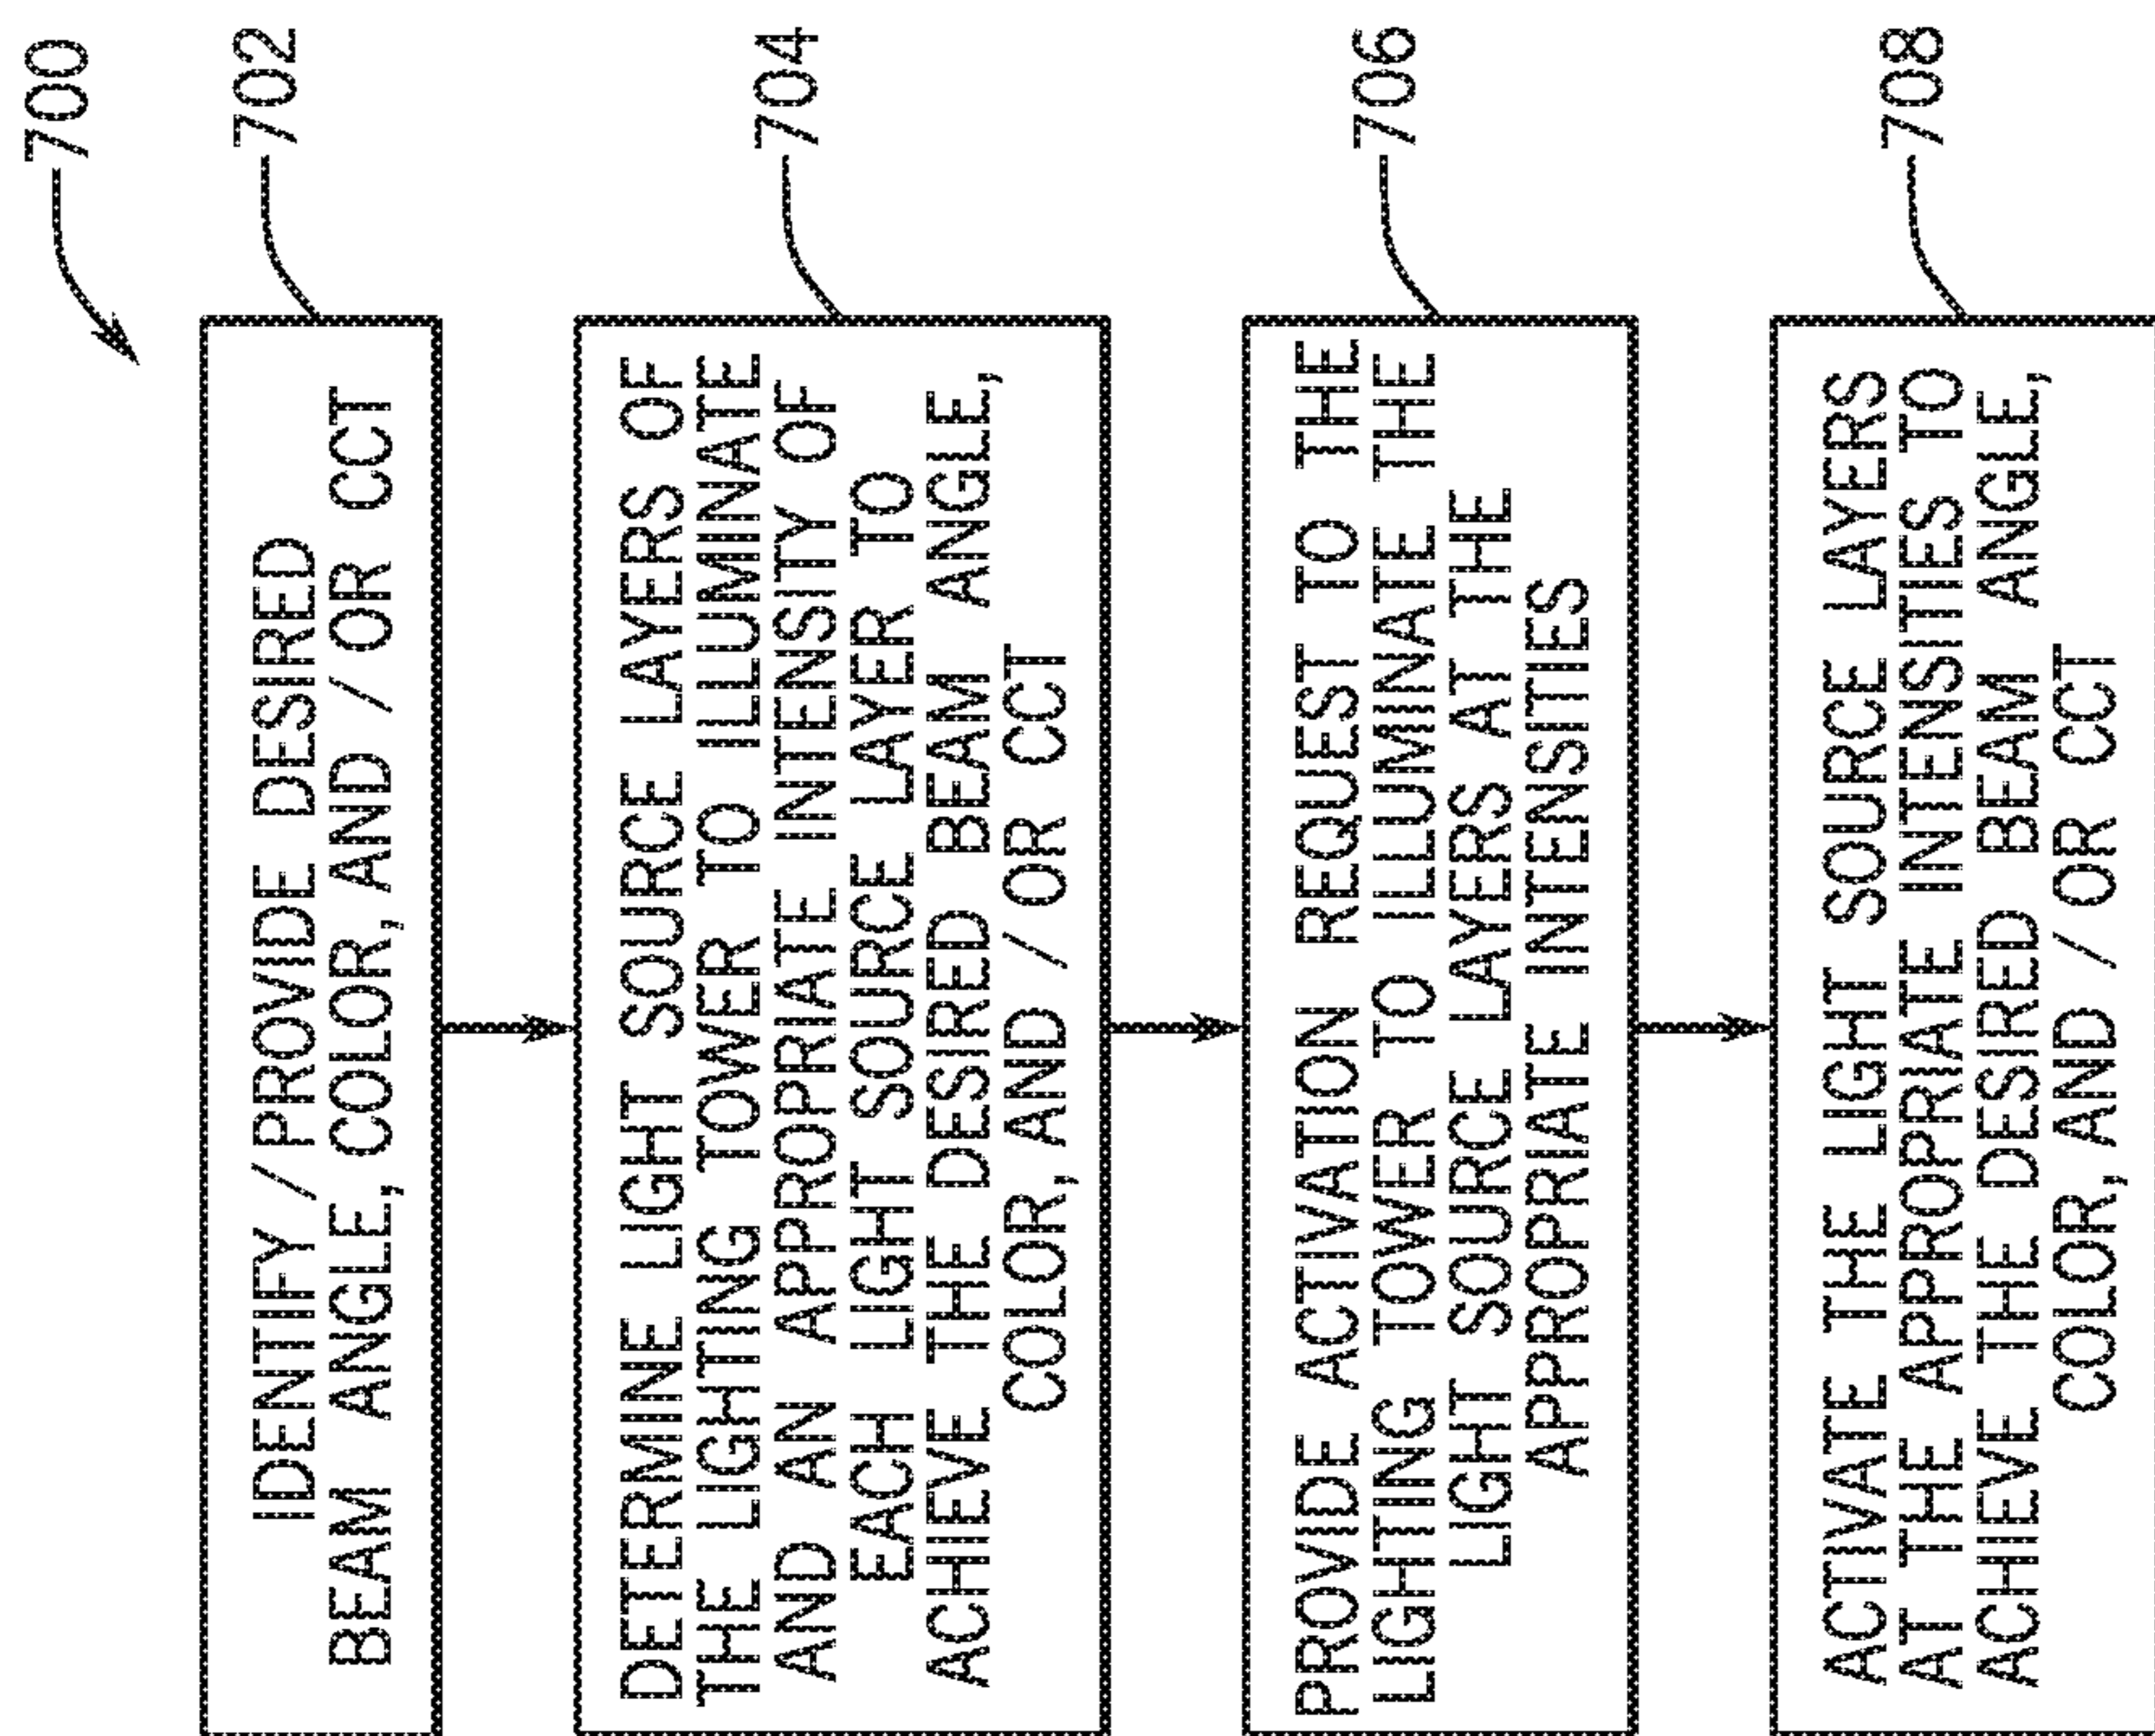 700
702
IDENTIFY/PROVIDE DESIRED
BEAM ANGLE, COLOR, AND / OR CCT
704
DETERMINE LIGHT SOURCE LAYERS OF
THE LIGHTING TOWER TO ILLUMINATE
AND AN APPROPRIATE INTENSITY OF
EACH LIGHT SOURCE LAYER TO
ACHIEVE THE DESIRED BEAM ANGLE,
COLOR, AND / OR CCT
706
PROVIDE ACTIVATION REQUEST TO THE
LIGHTING TOWER TO ILLUMINATE THE
LIGHT SOURCE LAYERS AT THE
APPROPRIATE INTENSITIES
708
ACTIVATE THE LIGHT SOURCE LAYERS
AT THE APPROPRIATE INTENSITIES TO
ACHIEVE THE DESIRED BEAM ANGLE,
COLOR, AND / OR CCT